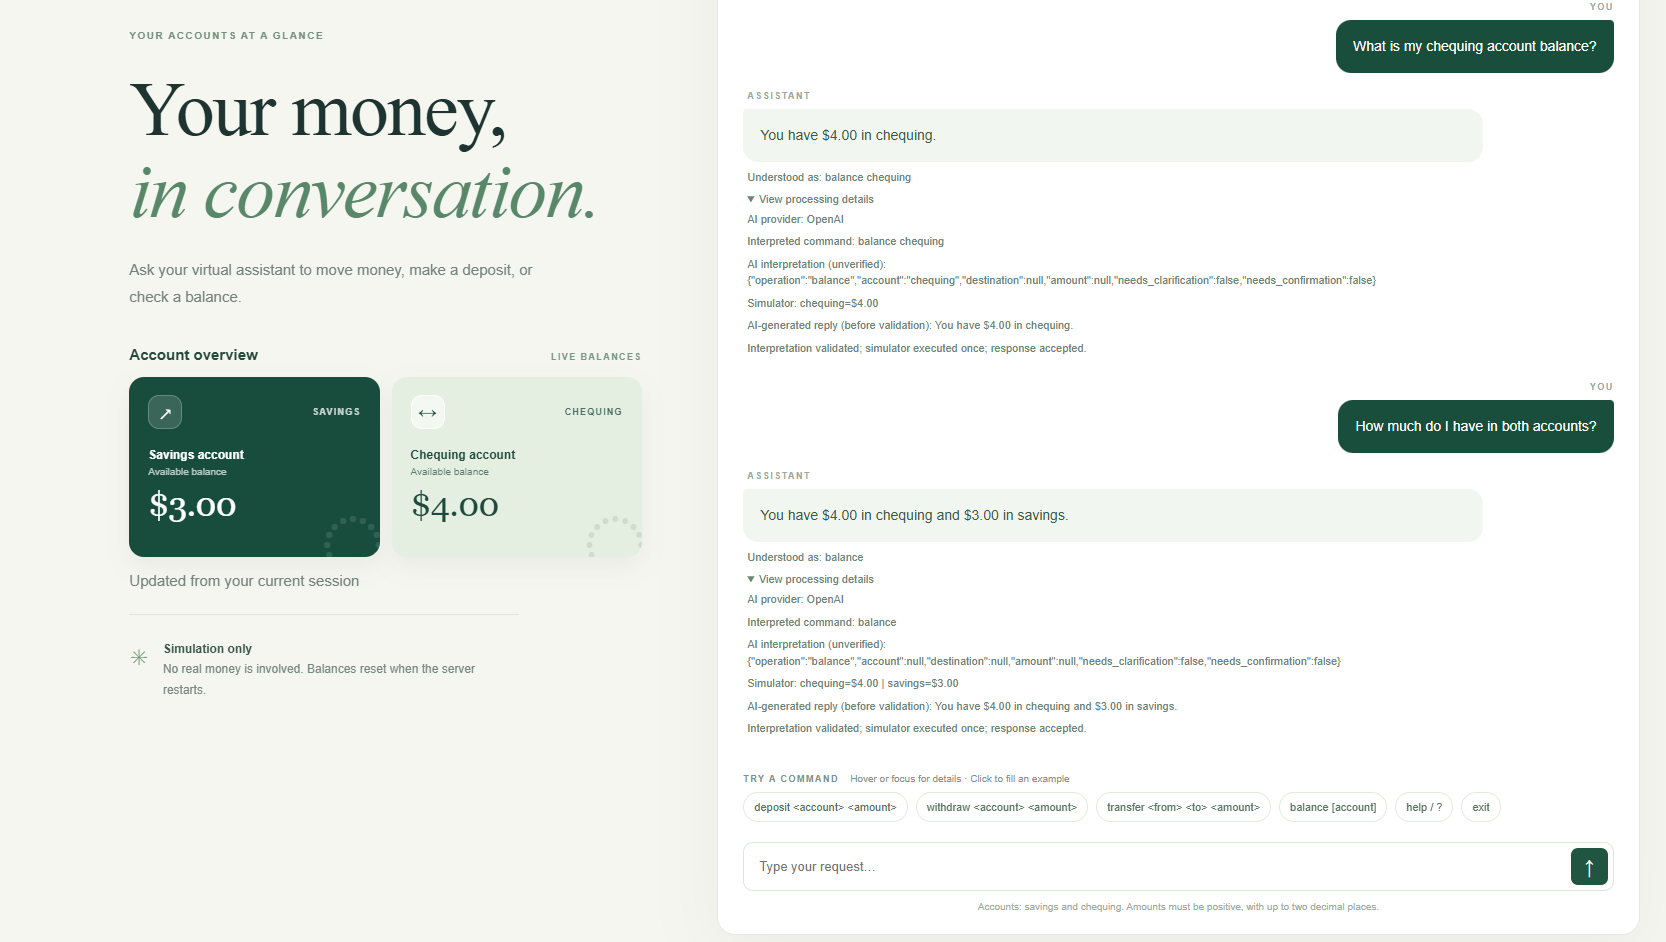 YOUR ACCOUNTS AT A GLANCE
Your money,
in conversation.
Ask your virtual assistant to move money, make a deposit, or
check a balance.
Account overview
LIVE BALANCES
↗
SAVINGS
Savings account
Available balance
$3.00
↔
CHEQUING
Chequing account
Available balance
$4.00
Updated from your current session
Simulation only
No real money is involved. Balances reset when the server
restarts.
YOU
What is my chequing account balance?
ASSISTANT
You have $4.00 in chequing.
Understood as: balance chequing
▼ View processing details
AI provider: OpenAI
Interpreted command: balance chequing
AI interpretation (unverified):
{"operation":"balance","account":"chequing","destination":null,"amount":null,"needs_clarification":false,"needs_confirmation":false}
Simulator: chequing=$4.00
AI-generated reply (before validation): You have $4.00 in chequing.
Interpretation validated; simulator executed once; response accepted.
YOU
How much do I have in both accounts?
ASSISTANT
You have $4.00 in chequing and $3.00 in savings.
Understood as: balance
▼ View processing details
AI provider: OpenAI
Interpreted command: balance
AI interpretation (unverified):
{"operation":"balance","account":null,"destination":null,"amount":null,"needs_clarification":false,"needs_confirmation":false}
Simulator: chequing=$4.00 | savings=$3.00
AI-generated reply (before validation): You have $4.00 in chequing and $3.00 in savings.
Interpretation validated; simulator executed once; response accepted.
TRY A COMMAND Hover or focus for details · Click to fill an example
deposit <account> <amount>
withdraw <account> <amount>
transfer <from> <to> <amount>
balance [account]
help / ?
exit
Type your request...
↑
Accounts: savings and chequing. Amounts must be positive, with up to two decimal places.